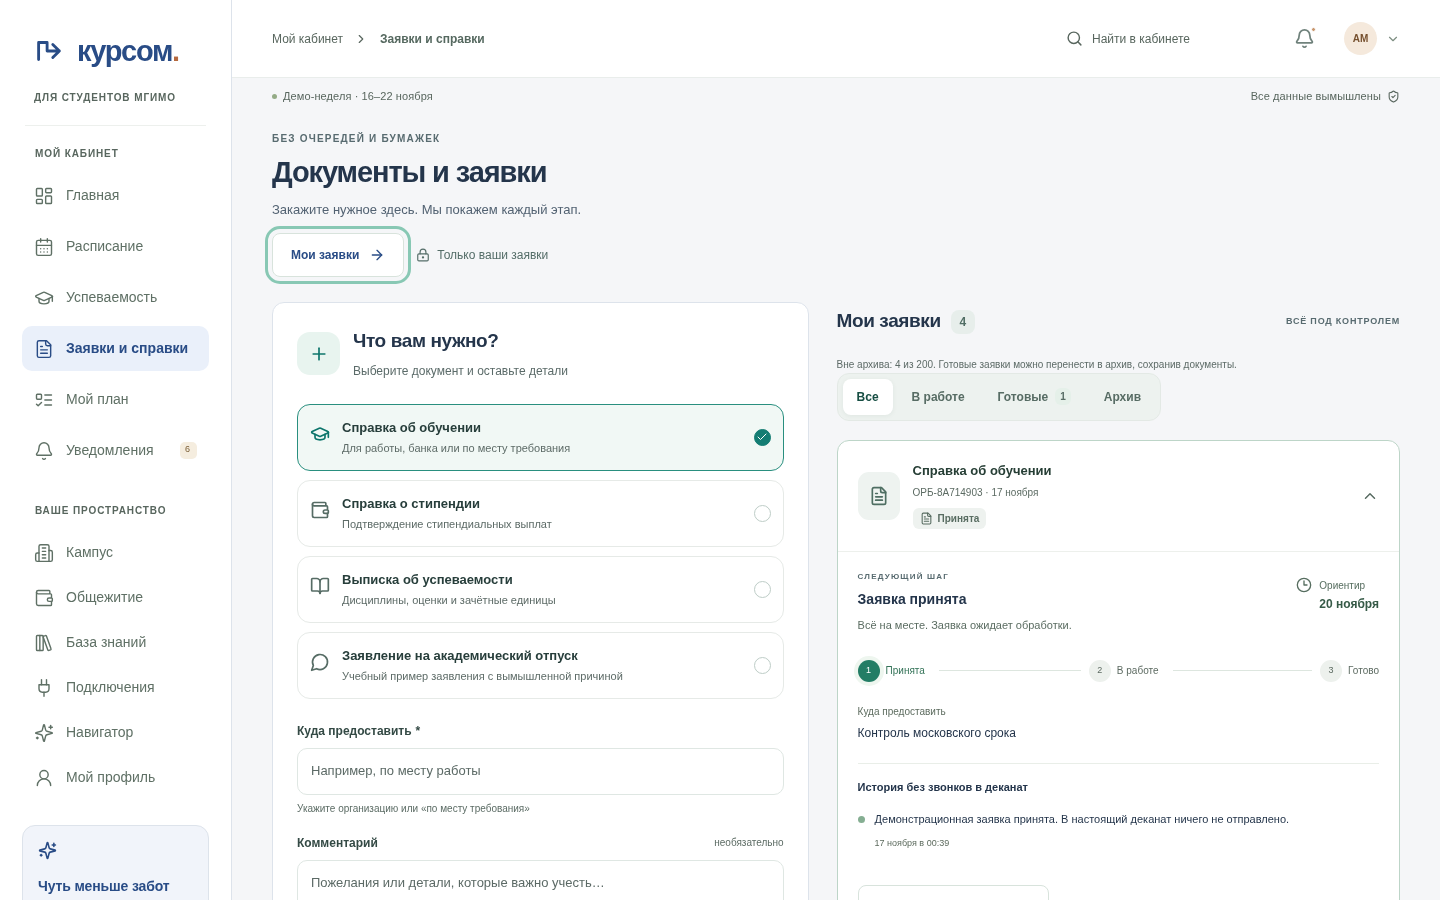 курсом.
ДЛЯ СТУДЕНТОВ МГИМО
МОЙ КАБИНЕТ
Главная
Расписание
Успеваемость
Заявки и справки
Мой план
Уведомления 6
ВАШЕ ПРОСТРАНСТВО
Кампус
Общежитие
База знаний
Подключения
Навигатор
Мой профиль
Чуть меньше забот
Мой кабинет > Заявки и справки
Найти в кабинете
АМ
Демо-неделя · 16–22 ноября
Все данные вымышлены
БЕЗ ОЧЕРЕДЕЙ И БУМАЖЕК
Документы и заявки
Закажите нужное здесь. Мы покажем каждый этап.
Мои заявки →
Только ваши заявки
Что вам нужно?
Выберите документ и оставьте детали
Справка об обучении
Для работы, банка или по месту требования
Справка о стипендии
Подтверждение стипендиальных выплат
Выписка об успеваемости
Дисциплины, оценки и зачётные единицы
Заявление на академический отпуск
Учебный пример заявления с вымышленной причиной
Куда предоставить *
Например, по месту работы
Укажите организацию или «по месту требования»
Комментарий необязательно
Пожелания или детали, которые важно учесть…
Мои заявки 4
ВСЁ ПОД КОНТРОЛЕМ
Вне архива: 4 из 200. Готовые заявки можно перенести в архив, сохранив документы.
Все В работе Готовые 1 Архив
Справка об обучении
ОРБ-8A714903 · 17 ноября
Принята
СЛЕДУЮЩИЙ ШАГ
Заявка принята
Всё на месте. Заявка ожидает обработки.
Ориентир
20 ноября
1 Принята 2 В работе 3 Готово
Куда предоставить
Контроль московского срока
История без звонков в деканат
Демонстрационная заявка принята. В настоящий деканат ничего не отправлено.
17 ноября в 00:39